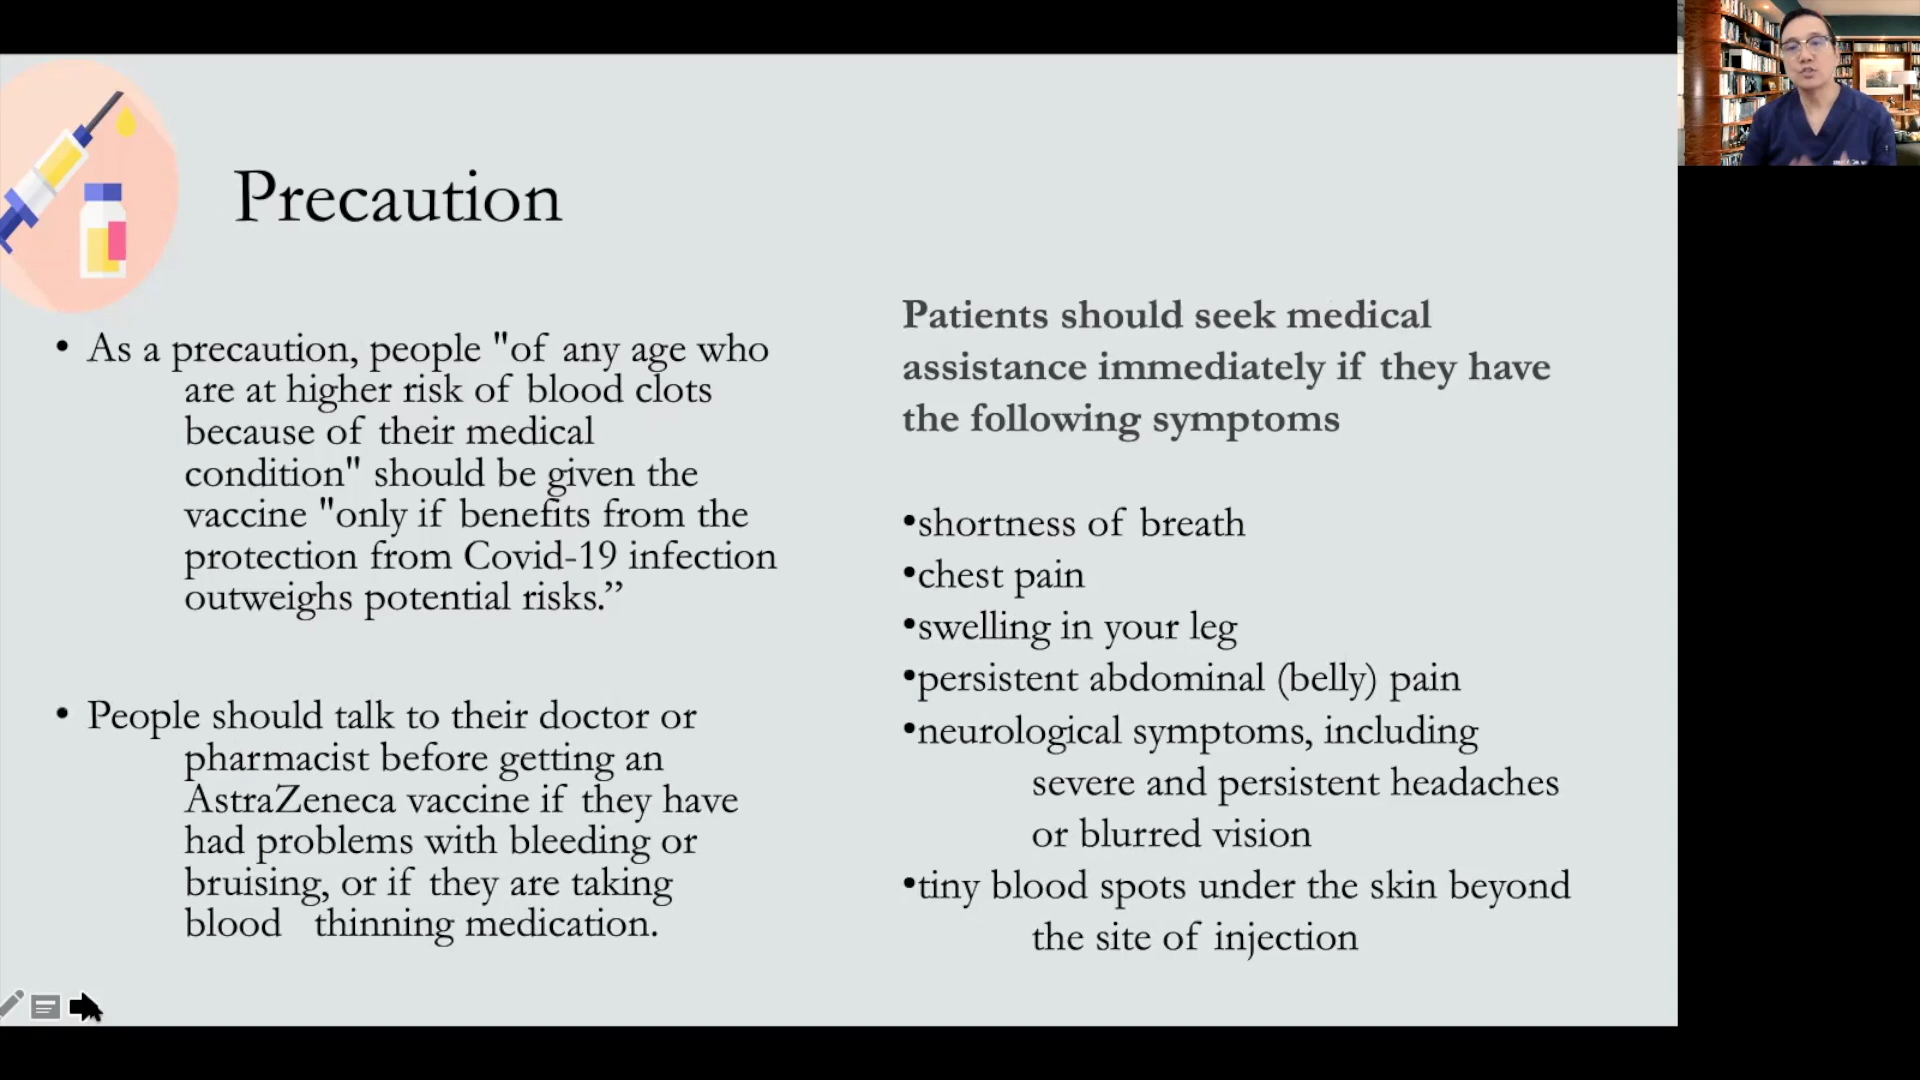 Precaution
• As a precaution, people "of any age who
are at higher risk of blood clots
because of their medical
condition" should be given the
vaccine "only if benefits from the
protection from Covid-19 infection
outweighs potential risks.”
• People should talk to their doctor or
pharmacist before getting an
AstraZeneca vaccine if they have
had problems with bleeding or
bruising, or if they are taking
blood thinning medication.
Patients should seek medical
assistance immediately if they have
the following symptoms
•shortness of breath
•chest pain
•swelling in your leg
•persistent abdominal (belly) pain
•neurological symptoms, including
severe and persistent headaches
or blurred vision
•tiny blood spots under the skin beyond
the site of injection